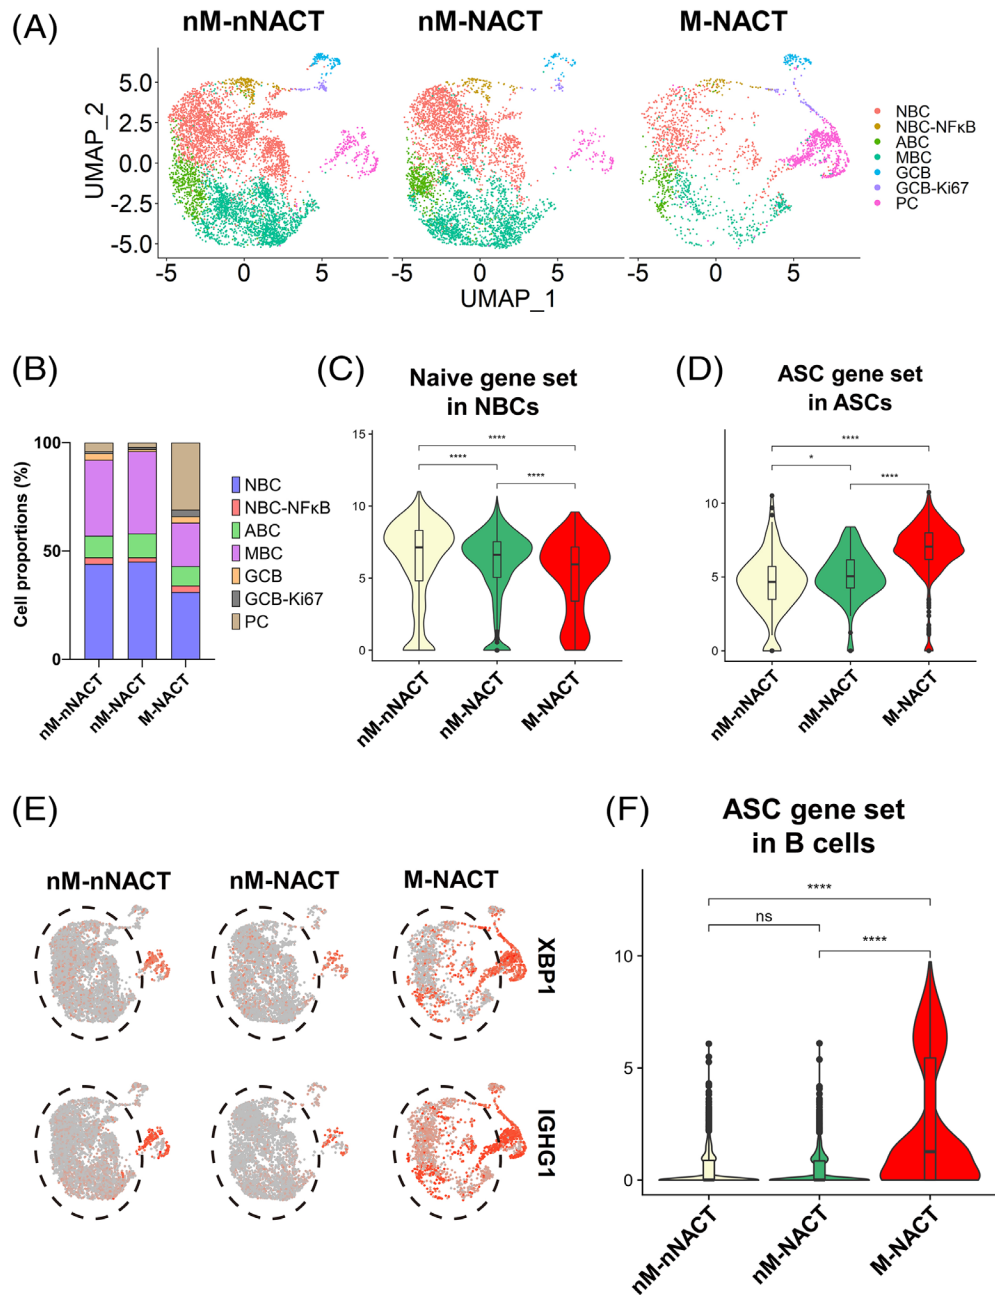 (A)
nM-nNACT
nM-NACT
M-NACT
UMAP_2
5.0
2.5
0.0
-2.5
-5.0
-5
0
5
-5
0
5
-5
0
5
UMAP_1
NBC
NBC-NFκB
ABC
MBC
GCB
GCB-Ki67
PC
(B)
Cell proportions (%)
100
50
0
nM-nNACT
nM-NACT
M-NACT
NBC
NBC-NFκB
ABC
MBC
GCB
GCB-Ki67
PC
(C)
Naive gene set
in NBCs
15
10
5
0
****
****
****
nM-nNACT
nM-NACT
M-NACT
(D)
ASC gene set
in ASCs
10
5
0
****
*
****
nM-nNACT
nM-NACT
M-NACT
(E)
nM-nNACT
nM-NACT
M-NACT
XBP1
IGHG1
(F)
ASC gene set
in B cells
10
5
0
****
ns
****
nM-nNACT
nM-NACT
M-NACT